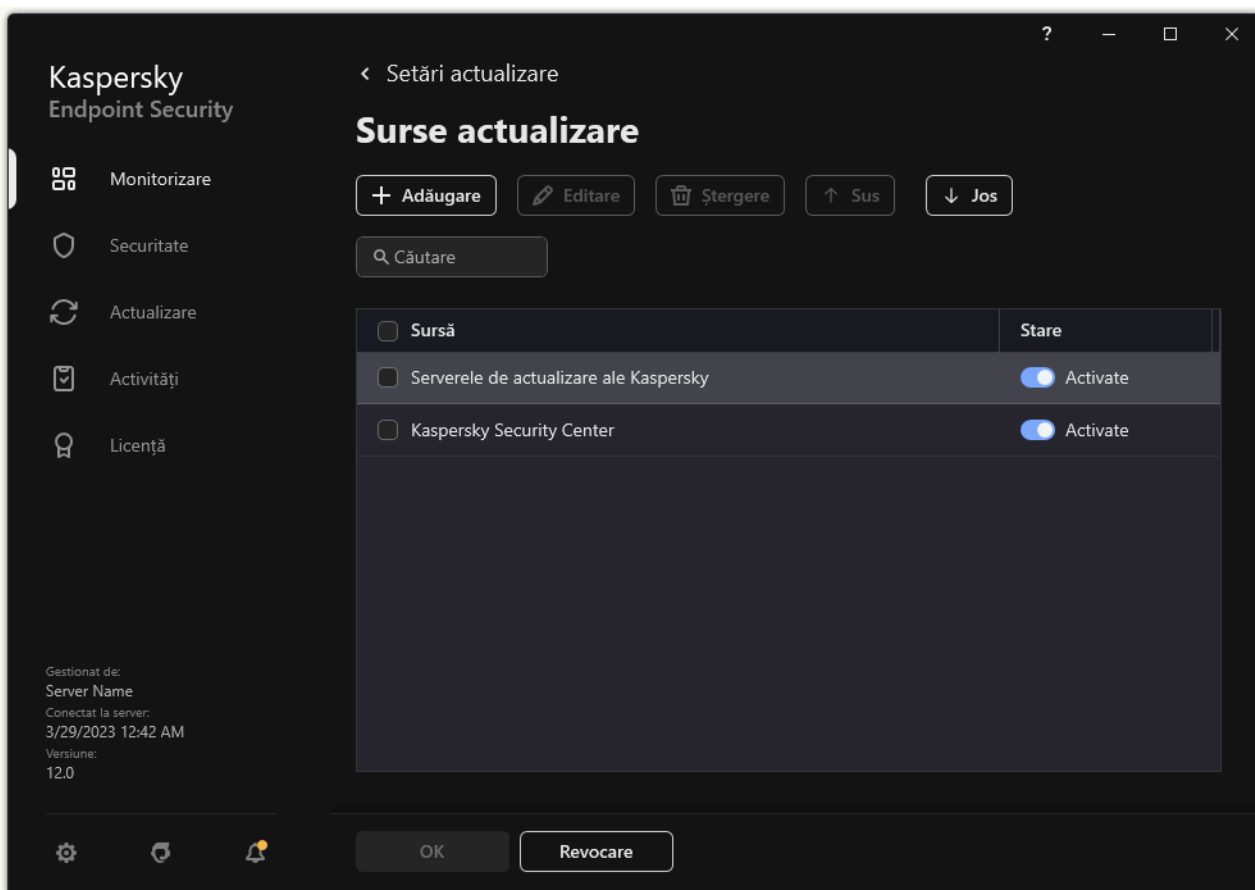 ?
Kaspersky
Endpoint Security
Setări actualizare
Surse actualizare
Monitorizare
Securitate
Actualizare
Activități
Licență
Adăugare
Editare
Ștergere
Sus
Jos
Căutare
Sursă Stare
Serverele de actualizare ale Kaspersky Activate
Kaspersky Security Center Activate
Gestionat de:
Server Name
Conectat la server:
3/29/2023 12:42 AM
Versiune:
12.0
OK
Revocare